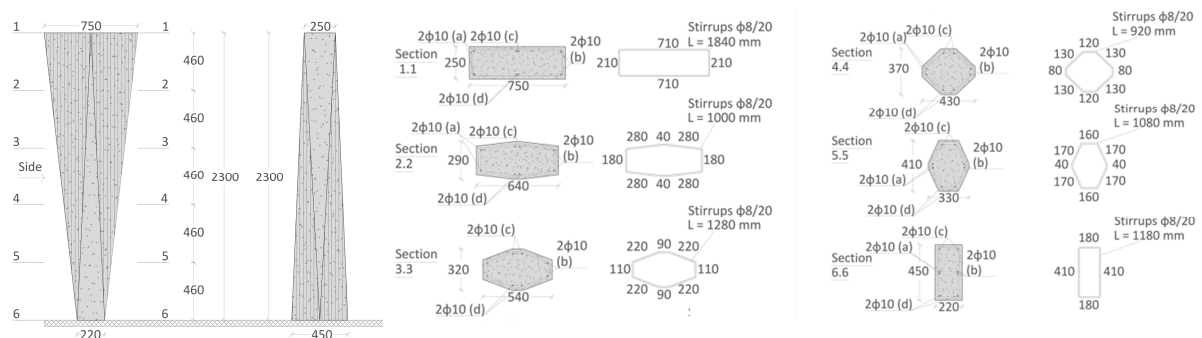 750
1 1
460
2 2
460
3 3
Side
460 2300 2300
4 4
460
5 5
460
6 6
220
250
450
2ϕ10 (a) 2ϕ10 (c) 2ϕ10 (b)
Section 1.1
250
750
2ϕ10 (d)
Stirrups ϕ8/20
L = 1840 mm
710
210 210
710
2ϕ10 (a)
2ϕ10 (c)
2ϕ10 (b)
Section 2.2
290
640
2ϕ10 (d)
Stirrups ϕ8/20
L = 1000 mm
280 40 280
180 180
280 40 280
2ϕ10 (c)
2ϕ10 (b)
Section 3.3
320
540
2ϕ10 (d)
Stirrups ϕ8/20
L = 1280 mm
220 90 220
110 110
220 90 220
2ϕ10 (a) 2ϕ10 (c)
2ϕ10 (b)
Section 4.4
370
430
2ϕ10 (d)
Stirrups ϕ8/20
L = 920 mm
120
130 130
80 80
130 130
120
2ϕ10 (c)
2ϕ10 (b)
Section 5.5
410
2ϕ10 (a)
330
2ϕ10 (d)
Stirrups ϕ8/20
L = 1080 mm
160
170 170
40 40
170 170
160
2ϕ10 (c)
2ϕ10 (a)
2ϕ10 (b)
Section 6.6
450
220
2ϕ10 (d)
Stirrups ϕ8/20
L = 1180 mm
180
410 410
180